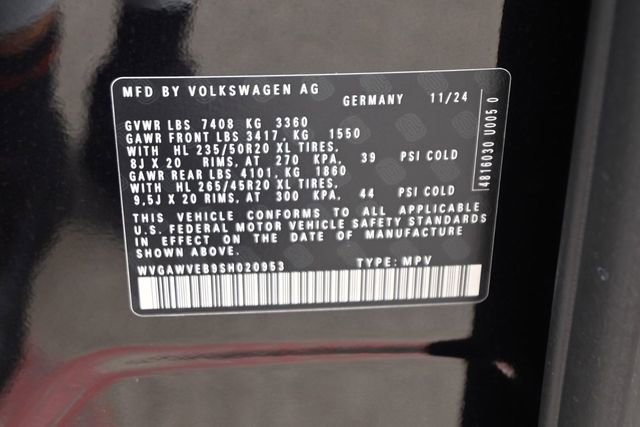 MFD BY VOLKSWAGEN AG
GERMANY 11/24
GVWR LBS 7408 KG 3360
GAWR FRONT LBS 3417, KG 1550
WITH HL 235/50R20 XL TIRES,
8J X 20 RIMS, AT 270 KPA, 39 PSI COLD
GAWR REAR LBS 4101, KG 1860
WITH HL 265/45R20 XL TIRES,
9.5J X 20 RIMS, AT 300 KPA, 44 PSI COLD
THIS VEHICLE CONFORMS TO ALL APPLICABLE
U.S. FEDERAL MOTOR VEHICLE SAFETY STANDARDS
IN EFFECT ON THE DATE OF MANUFACTURE
SHOWN ABOVE.
WVGAWVEB9SH020953 TYPE: MPV
4816030 U005 0